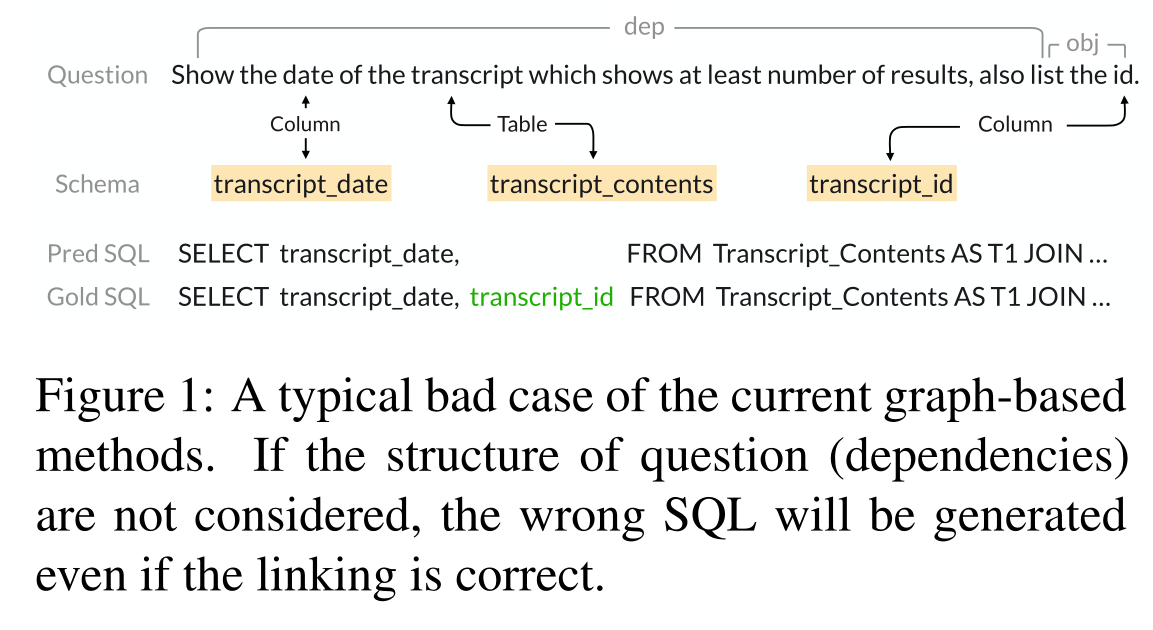 dep
obj
Question Show the date of the transcript which shows at least number of results, also list the id.
Column Table Column
Schema transcript_date transcript_contents transcript_id
Pred SQL SELECT transcript_date, FROM Transcript_Contents AS T1 JOIN ...
Gold SQL SELECT transcript_date, transcript_id FROM Transcript_Contents AS T1 JOIN ...
Figure 1: A typical bad case of the current graph-based
methods. If the structure of question (dependencies)
are not considered, the wrong SQL will be generated
even if the linking is correct.